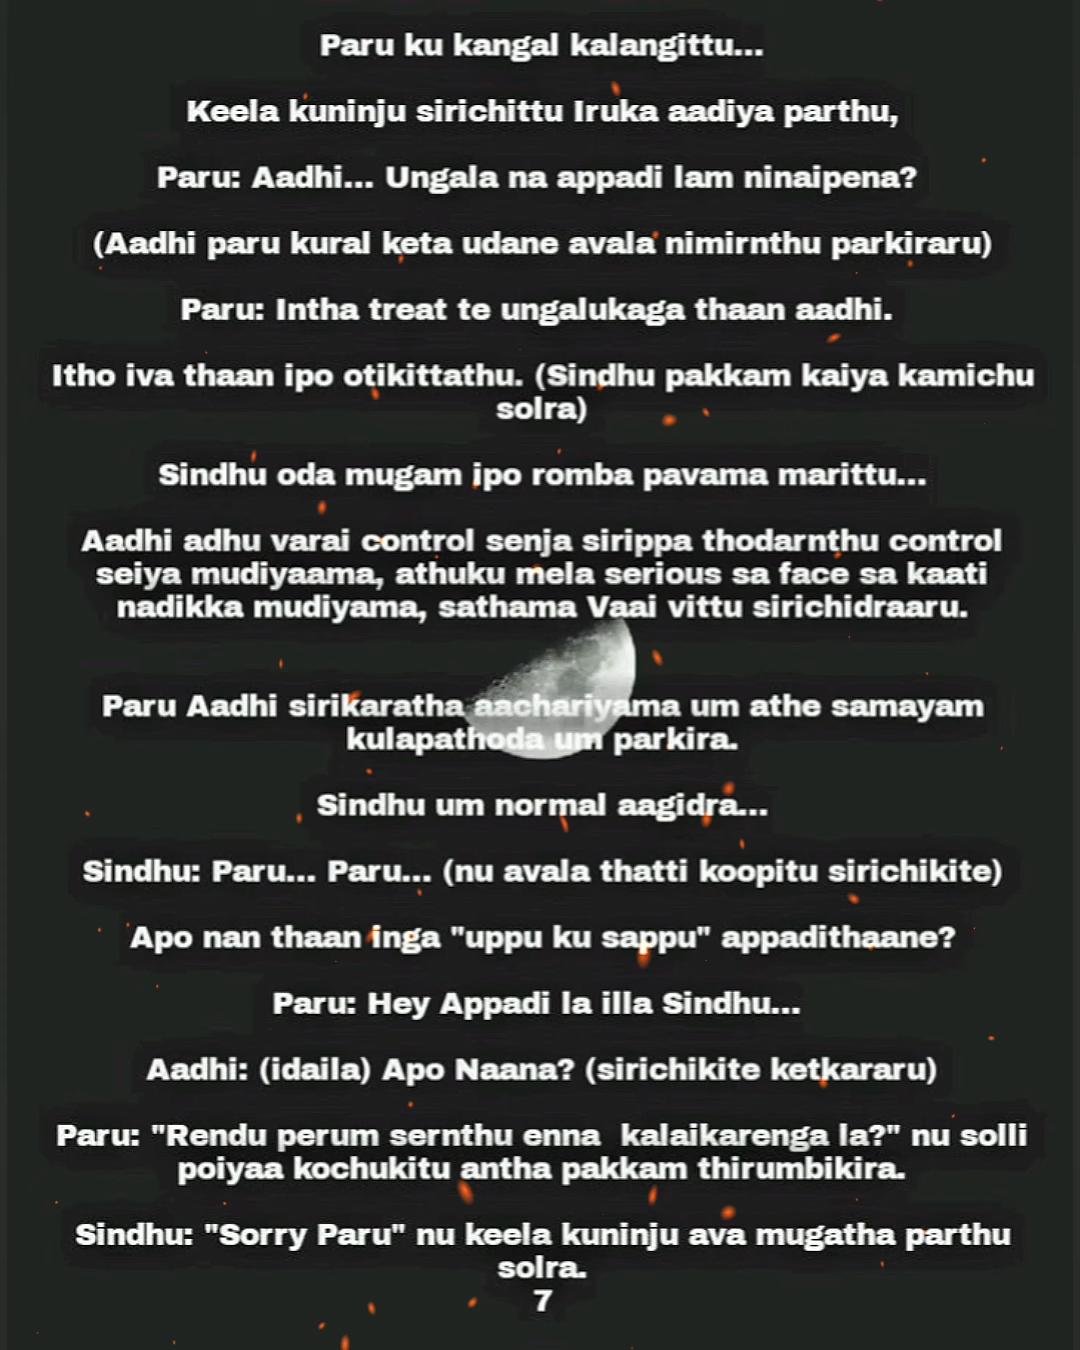 Paru ku kangal kalangittu...
Keela kuninju sirichittu Iruka aadiya parthu,
Paru: Aadhi... Ungala na appadi lam ninaipena?
(Aadhi paru kural keta udane avala nimirnthu parkiraru)
Paru: Intha treat te ungalukaga thaan aadhi.
Itho iva thaan ipo otikittathu. (Sindhu pakkam kaiya kamichu
solra)
Sindhu oda mugam ipo romba pavama marittu...
Aadhi adhu varai control senja sirippa thodarnthu control
seiya mudiyaama, athuku mela serious sa face sa kaati
nadikka mudiyama, sathama Vaai vittu sirichidraaru.
Paru Aadhi sirikaratha aachariyama um athe samayam
kulapathoda um parkira.
Sindhu um normal aagidra...
Sindhu: Paru... Paru... (nu avala thatti koopitu sirichikite)
Apo nan thaan inga "uppu ku sappu" appadithaane?
Paru: Hey Appadi la illa Sindhu...
Aadhi: (idaila) Apo Naana? (sirichikite ketkararu)
Paru: "Rendu perum sernthu enna  kalaikarenga la?" nu solli
poiyaa kochukitu antha pakkam thirumbikira.
Sindhu: "Sorry Paru" nu keela kuninju ava mugatha parthu
solra.
7